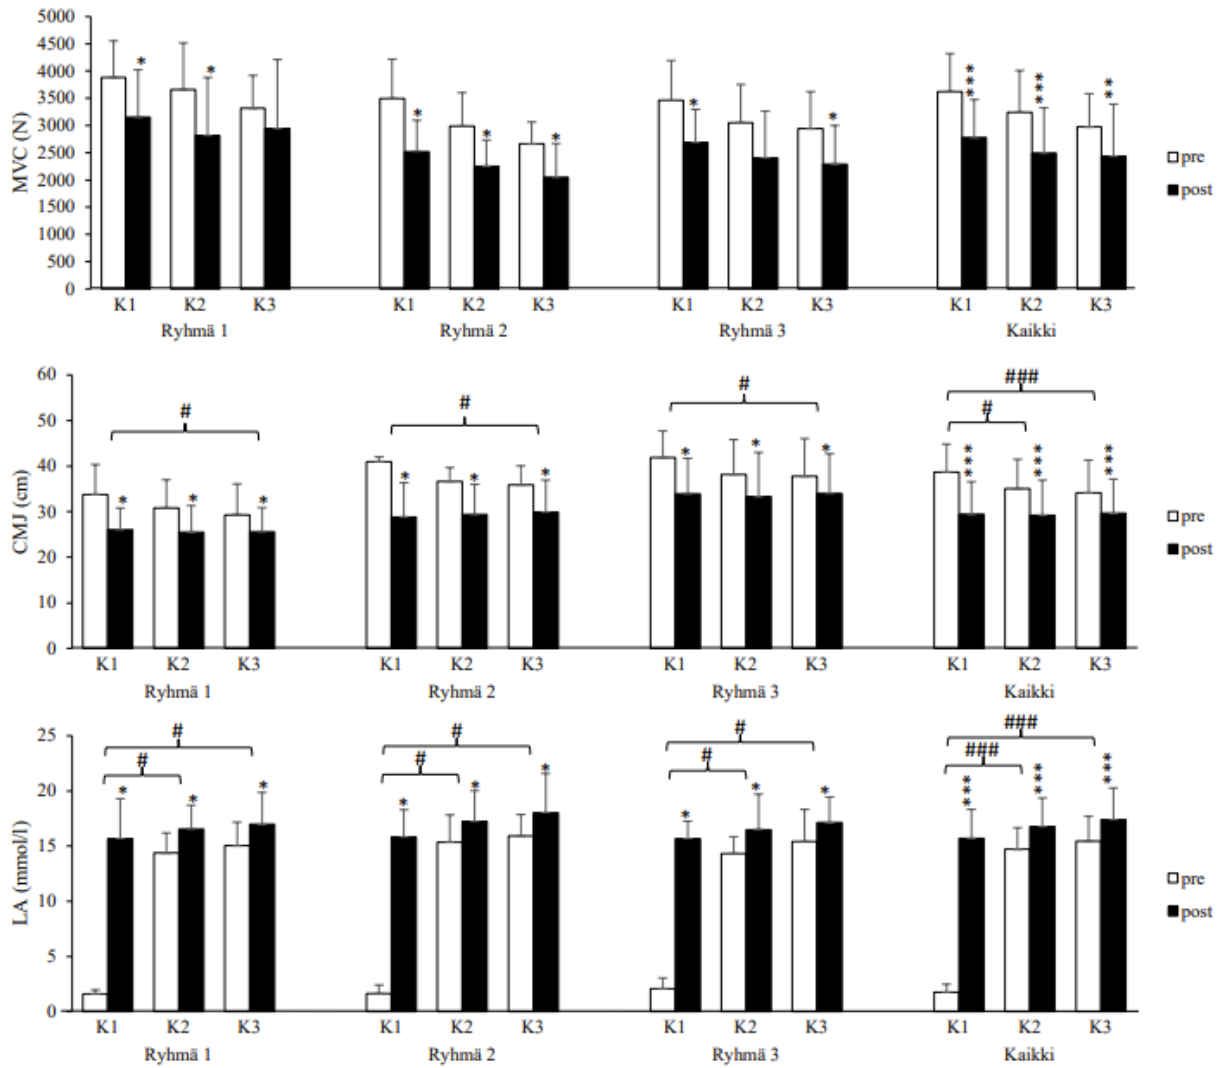 5000
4500
4000
3500
3000
2500
2000
1500
1000
500
0
MVC (N)
* * * * * * * *** *** **
pre
post
K1 K2 K3 K1 K2 K3 K1 K2 K3 K1 K2 K3
Ryhmä 1 Ryhmä 2 Ryhmä 3 Kaikki
60
50
40
30
20
10
0
CMJ (cm)
# # # ### #
* * * * * * * * * *** *** ***
pre
post
K1 K2 K3 K1 K2 K3 K1 K2 K3 K1 K2 K3
Ryhmä 1 Ryhmä 2 Ryhmä 3 Kaikki
25
20
15
10
5
0
LA (mmol/l)
# # # ###
# # # ###
* * * * * * * * * *** *** ***
pre
post
K1 K2 K3 K1 K2 K3 K1 K2 K3 K1 K2 K3
Ryhmä 1 Ryhmä 2 Ryhmä 3 Kaikki